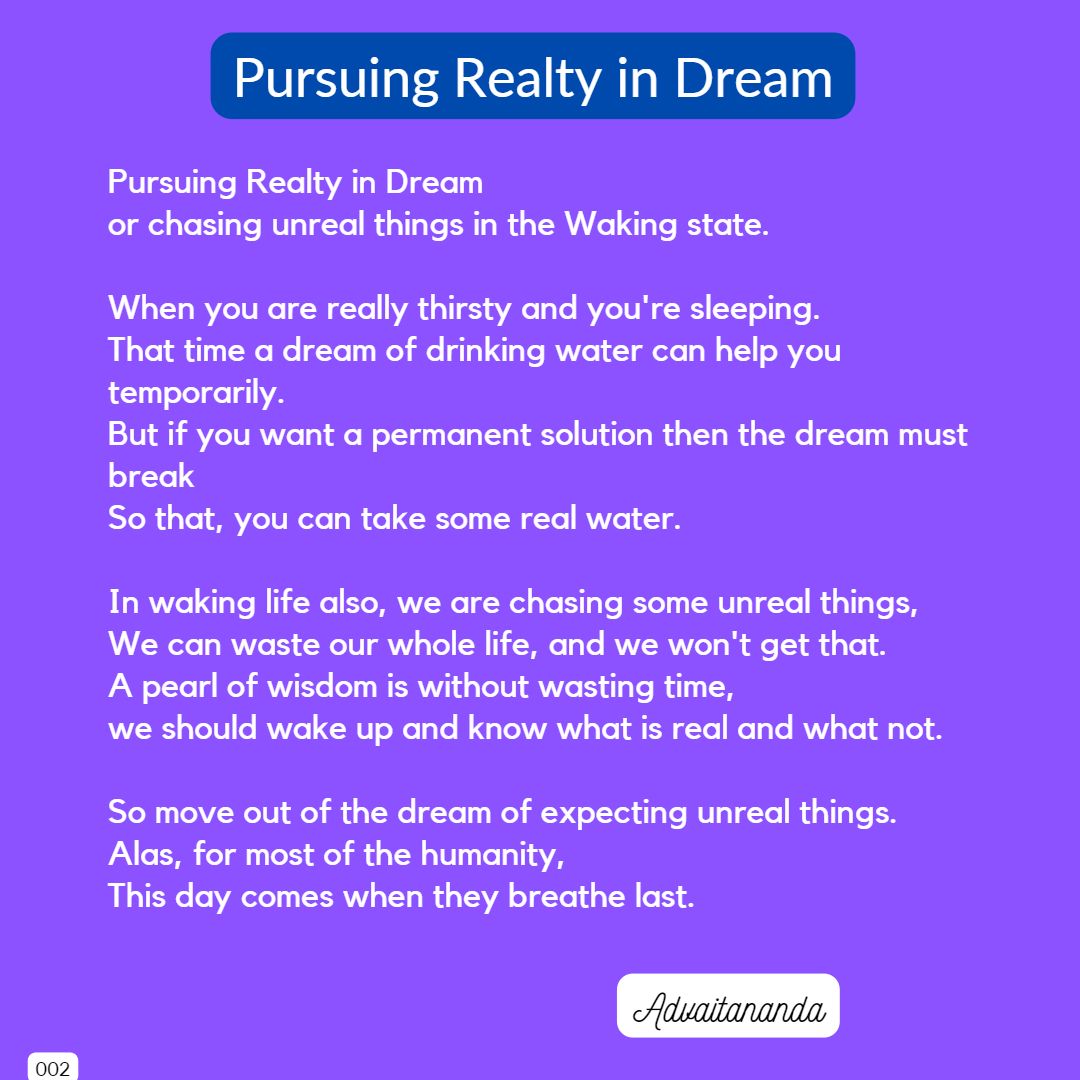 Pursuing Realty in Dream
Pursuing Realty in Dream
or chasing unreal things in the Waking state.
When you are really thirsty and you're sleeping.
That time a dream of drinking water can help you
temporarily.
But if you want a permanent solution then the dream must
break
So that, you can take some real water.
In waking life also, we are chasing some unreal things,
We can waste our whole life, and we won't get that.
A pearl of wisdom is without wasting time,
we should wake up and know what is real and what not.
So move out of the dream of expecting unreal things.
Alas, for most of the humanity,
This day comes when they breathe last.
Advaitananda
002